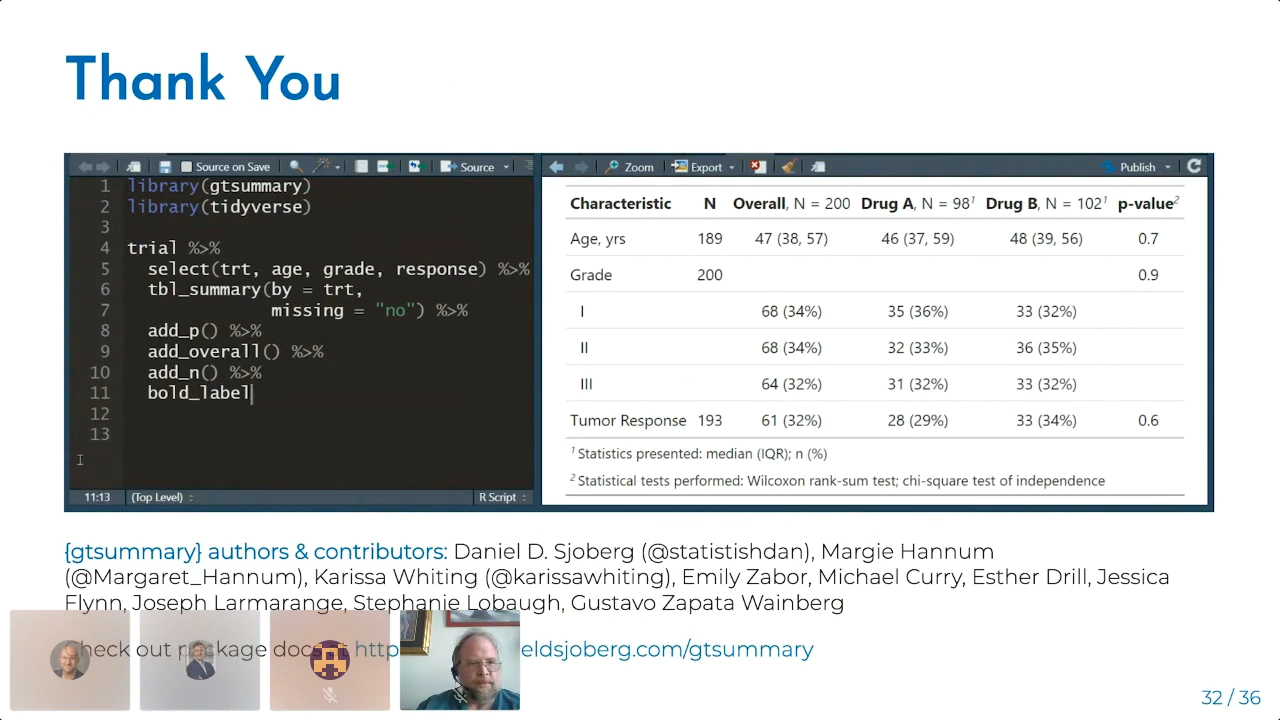 Thank You
Source on Save
Source
1 library(gtsummary)
2 library(tidyverse)
3
4 trial %>%
5 select(trt, age, grade, response) %>%
6 tbl_summary(by = trt,
7 missing = "no") %>%
8 add_p() %>%
9 add_overall() %>%
10 add_n() %>%
11 bold_label
12
13
11:13 (Top Level) R Script
Zoom Export Publish
Characteristic N Overall, N = 200 Drug A, N = 98¹ Drug B, N = 102¹ p-value²
Age, yrs 189 47 (38, 57) 46 (37, 59) 48 (39, 56) 0.7
Grade 200 0.9
I 68 (34%) 35 (36%) 33 (32%)
II 68 (34%) 32 (33%) 36 (35%)
III 64 (32%) 31 (32%) 33 (32%)
Tumor Response 193 61 (32%) 28 (29%) 33 (34%) 0.6
¹ Statistics presented: median (IQR); n (%)
² Statistical tests performed: Wilcoxon rank-sum test; chi-square test of independence
{gtsummary} authors & contributors: Daniel D. Sjoberg (@statistishdan), Margie Hannum
(@Margaret_Hannum), Karissa Whiting (@karissawhiting), Emily Zabor, Michael Curry, Esther Drill, Jessica
Flynn, Joseph Larmarange, Stephanie Lobaugh, Gustavo Zapata Wainberg
heck out package docs http eldsjoberg.com/gtsummary
32 / 36